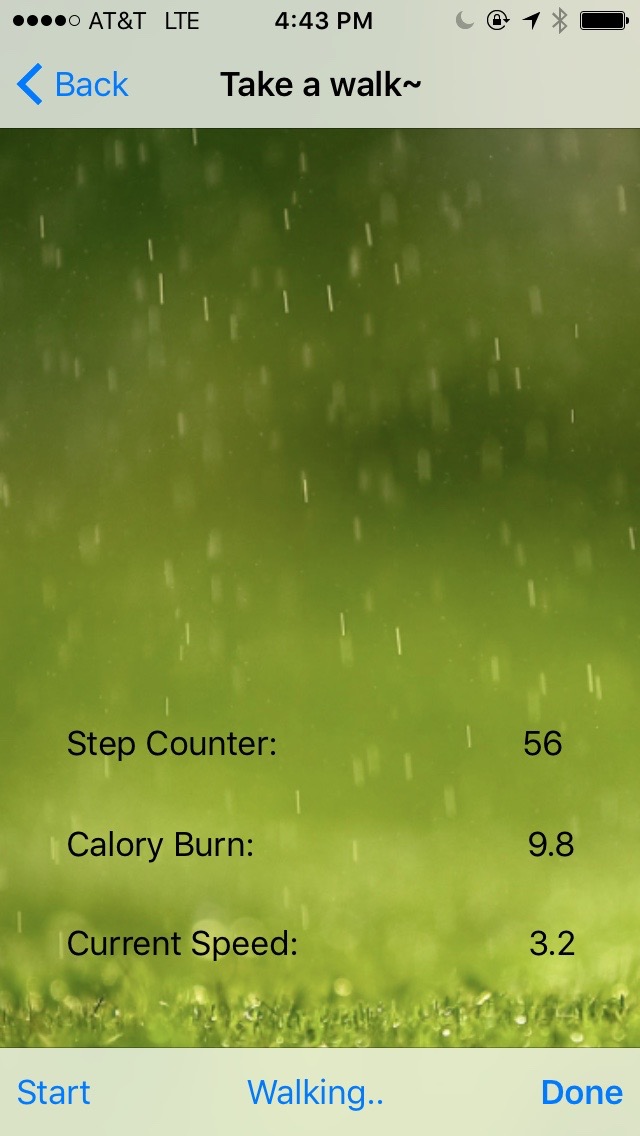 AT&T LTE 4:43 PM
Back Take a walk~
Step Counter: 56
Calory Burn: 9.8
Current Speed: 3.2
Start Walking.. Done